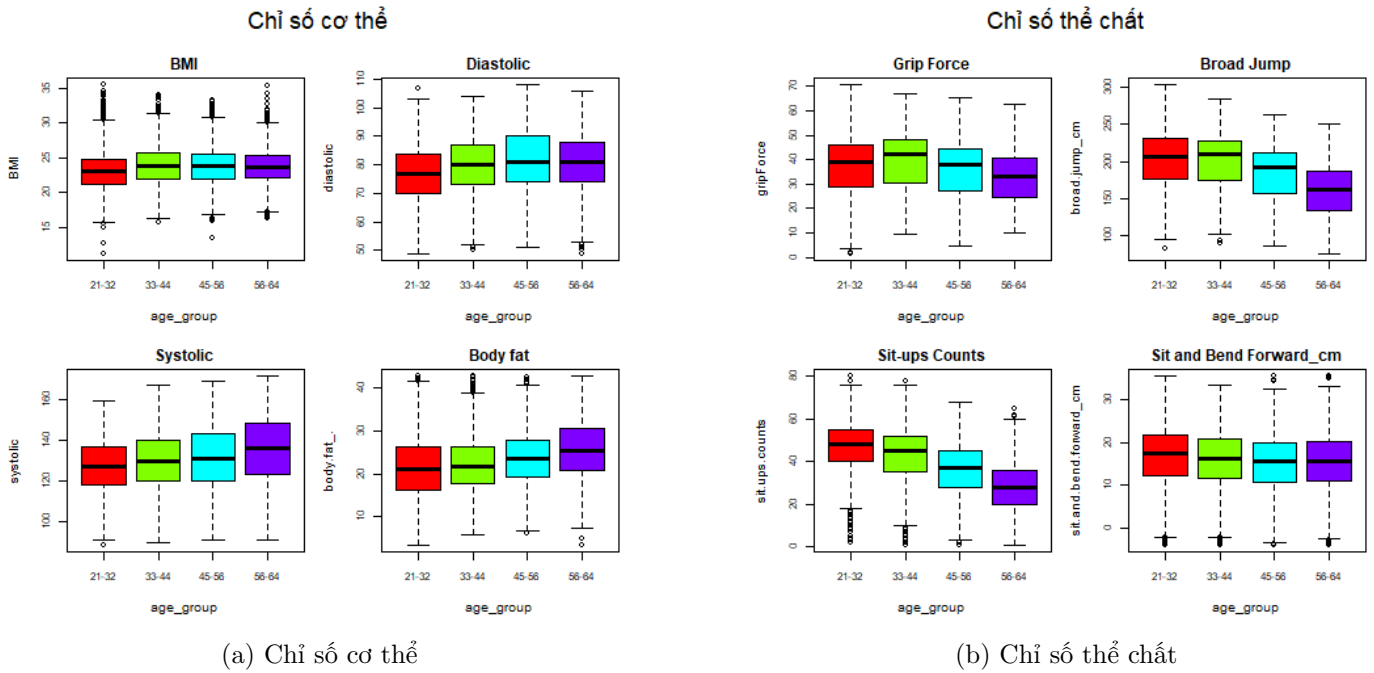 Chỉ số cơ thể
BMI
35
30
25
20
15
BMI
21-32 33-44 45-56 56-64
age_group
Diastolic
110
100
90
80
70
60
50
diastolic
21-32 33-44 45-56 56-64
age_group
Systolic
160
140
120
100
systolic
21-32 33-44 45-56 56-64
age_group
Body fat
40
30
20
10
body.fat_.
21-32 33-44 45-56 56-64
age_group
(a) Chỉ số cơ thể
Chỉ số thể chất
Grip Force
70
60
50
40
30
20
10
0
gripForce
21-32 33-44 45-56 56-64
age_group
Broad Jump
300
250
200
150
100
broad.jump_cm
21-32 33-44 45-56 56-64
age_group
Sit-ups Counts
80
60
40
20
0
sit.ups.counts
21-32 33-44 45-56 56-64
age_group
Sit and Bend Forward_cm
30
20
10
0
sit.and.bend.forward_cm
21-32 33-44 45-56 56-64
age_group
(b) Chỉ số thể chất